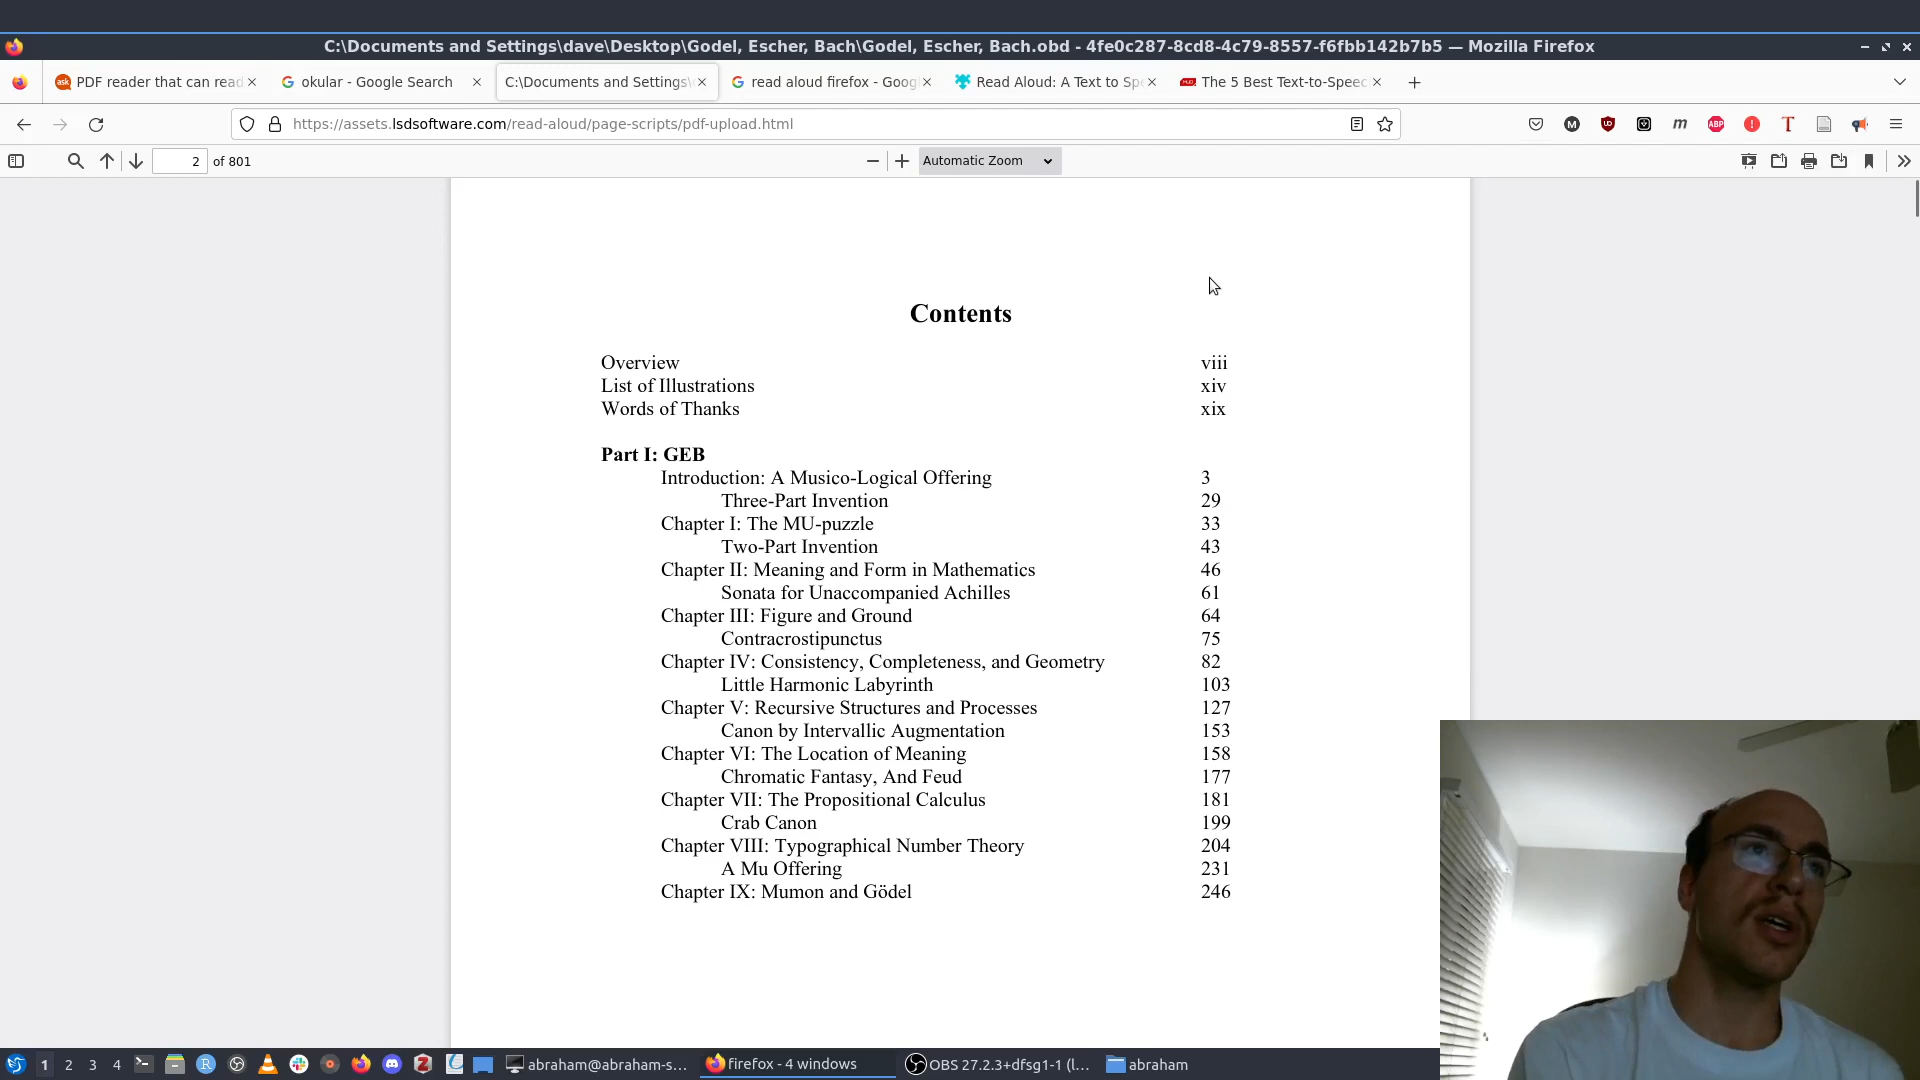 C:\Documents and Settings\dave\Desktop\Godel, Escher, Bach\Godel, Escher, Bach.obd - 4fe0c287-8cd8-4c79-8557-f6fbb142b7b5 — Mozilla Firefox
ask PDF reader that can read
okular - Google Search
C:\Documents and Settings\
read aloud firefox - Goog
Read Aloud: A Text to Spe
The 5 Best Text-to-Speec
https://assets.lsdsoftware.com/read-aloud/page-scripts/pdf-upload.html
ABP
2 of 801
Automatic Zoom
Contents
Overview viii
List of Illustrations xiv
Words of Thanks xix
Part I: GEB
Introduction: A Musico-Logical Offering 3
Three-Part Invention 29
Chapter I: The MU-puzzle 33
Two-Part Invention 43
Chapter II: Meaning and Form in Mathematics 46
Sonata for Unaccompanied Achilles 61
Chapter III: Figure and Ground 64
Contracrostipunctus 75
Chapter IV: Consistency, Completeness, and Geometry 82
Little Harmonic Labyrinth 103
Chapter V: Recursive Structures and Processes 127
Canon by Intervallic Augmentation 153
Chapter VI: The Location of Meaning 158
Chromatic Fantasy, And Feud 177
Chapter VII: The Propositional Calculus 181
Crab Canon 199
Chapter VIII: Typographical Number Theory 204
A Mu Offering 231
Chapter IX: Mumon and Gödel 246
1 2 3 4
abraham@abraham-s...
firefox - 4 windows
OBS 27.2.3+dfsg1-1 (l...
abraham